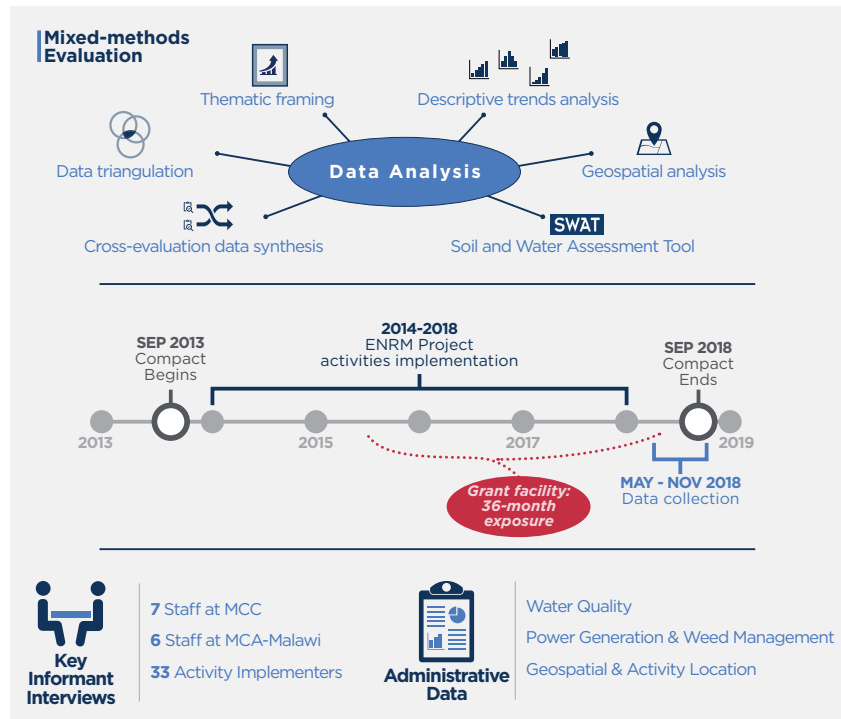 Mixed-methods
Evaluation
Thematic framing
Descriptive trends analysis
Data triangulation
Data Analysis
Geospatial analysis
Cross-evaluation data synthesis
SWAT
Soil and Water Assessment Tool
2014-2018
ENRM Project
activities implementation
SEP 2013
Compact
Begins
SEP 2018
Compact
Ends
2013
2015
2017
2019
Grant facility:
36-month
exposure
MAY - NOV 2018
Data collection
Key
Informant
Interviews
7 Staff at MCC
6 Staff at MCA-Malawi
33 Activity Implementers
Administrative
Data
Water Quality
Power Generation & Weed Management
Geospatial & Activity Location